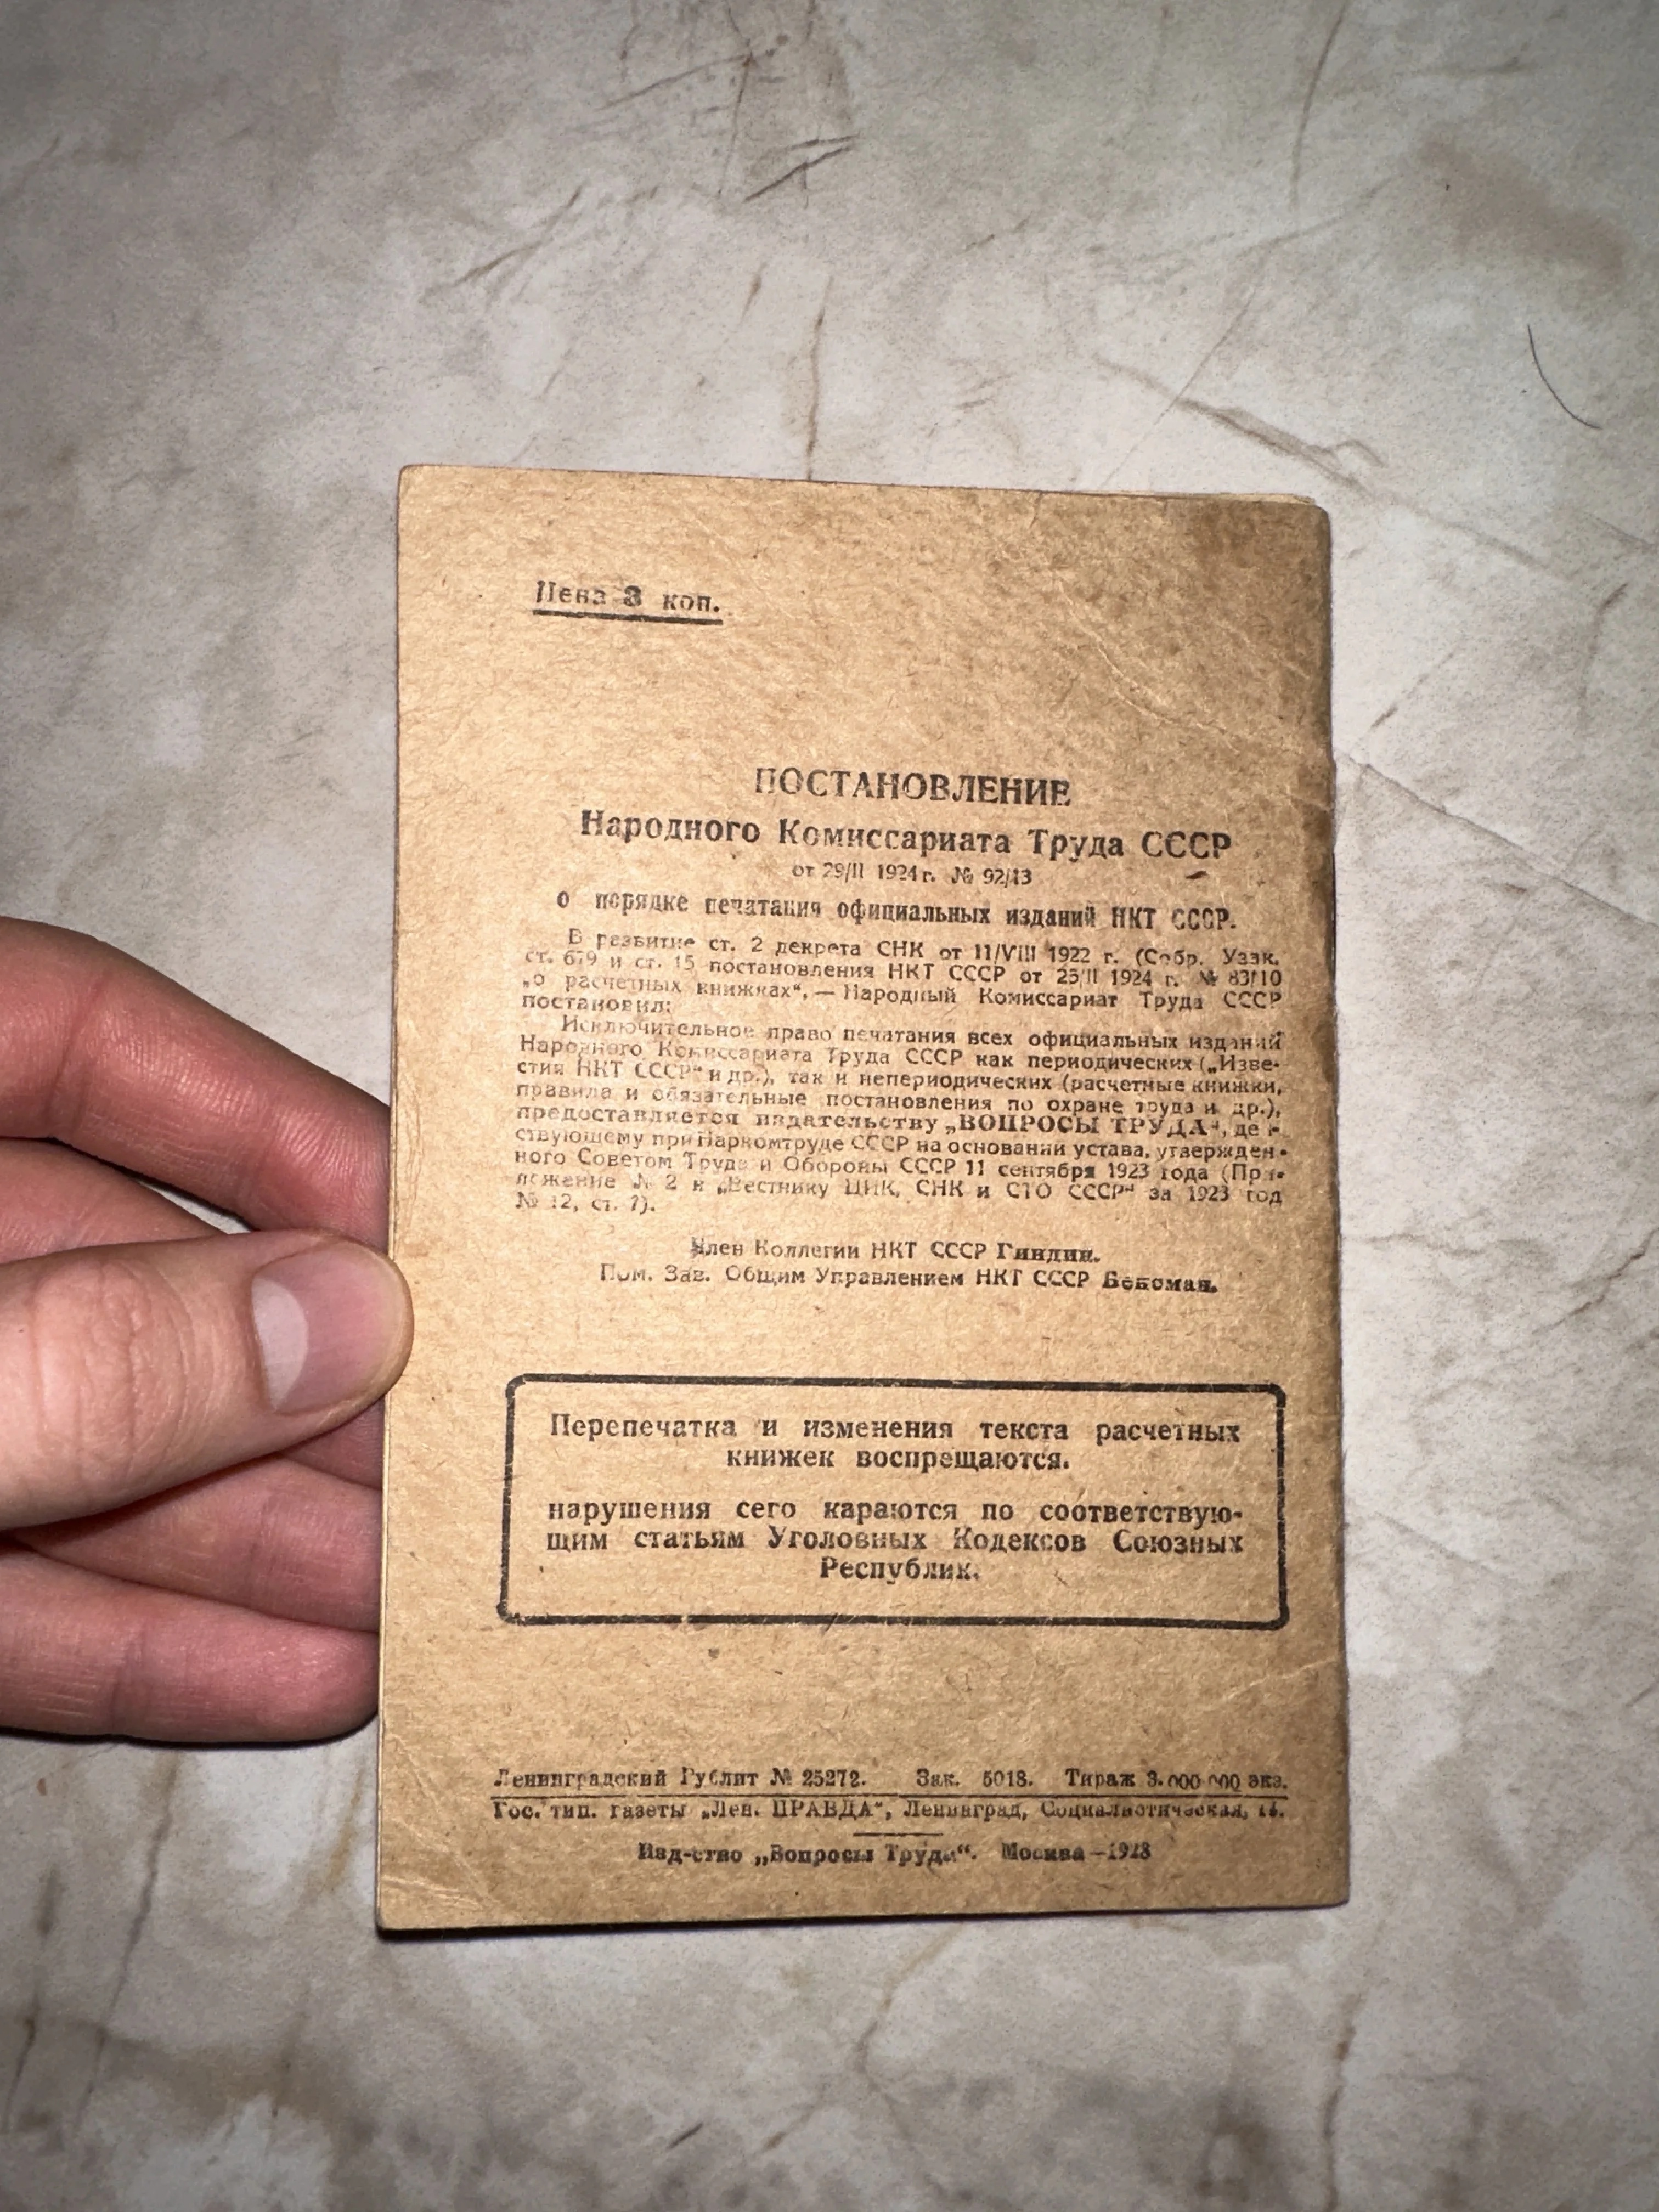 Цена 3 коп.
ПОСТАНОВЛЕНИЕ
Народного Комиссариата Труда СССР
от 29/II 1924 г. № 92/13
о порядке печатания официальных изданий НКТ СССР.
В развитие ст. 2 декрета СНК от 11/VIII 1922 г. (Собр. Узак.
ст. 679 и ст. 15 постановления НКТ СССР от 25/II 1924 г. № 83/10
„о расчетных книжках“, — Народный Комиссариат Труда СССР
постановил:
Исключительное право печатания всех официальных изданий
Народного Комиссариата Труда СССР как периодических („Изве-
стия НКТ СССР“ и др.), так и непериодических (расчетные книжки,
правила и обязательные постановления по охране труда и др.),
предоставляется издательству „ВОПРОСЫ ТРУДА“, дей-
ствующему при Наркомтруде СССР на основании устава, утвержден-
ного Советом Труда и Обороны СССР 11 сентября 1923 года (При-
ложение № 2 к „Вестнику ЦИК, СНК и СТО СССР“ за 1923 год
№ 12, ст. 7).
Член Коллегии НКТ СССР Гиндин.
Пом. Зав. Общим Управлением НКТ СССР
Перепечатка и изменения текста расчетных
книжек воспрещаются.
нарушения сего караются по соответствую-
щим статьям Уголовных Кодексов Союзных
Республик.
Ленинградский Гублит № 25272. Зак. 5018. Тираж 3.000 000 экз.
Гос. тип. газеты „Лен. ПРАВДА“, Ленинград, Социалистическая, 14.
Изд-ство „Вопросы Труда“. Москва —1928